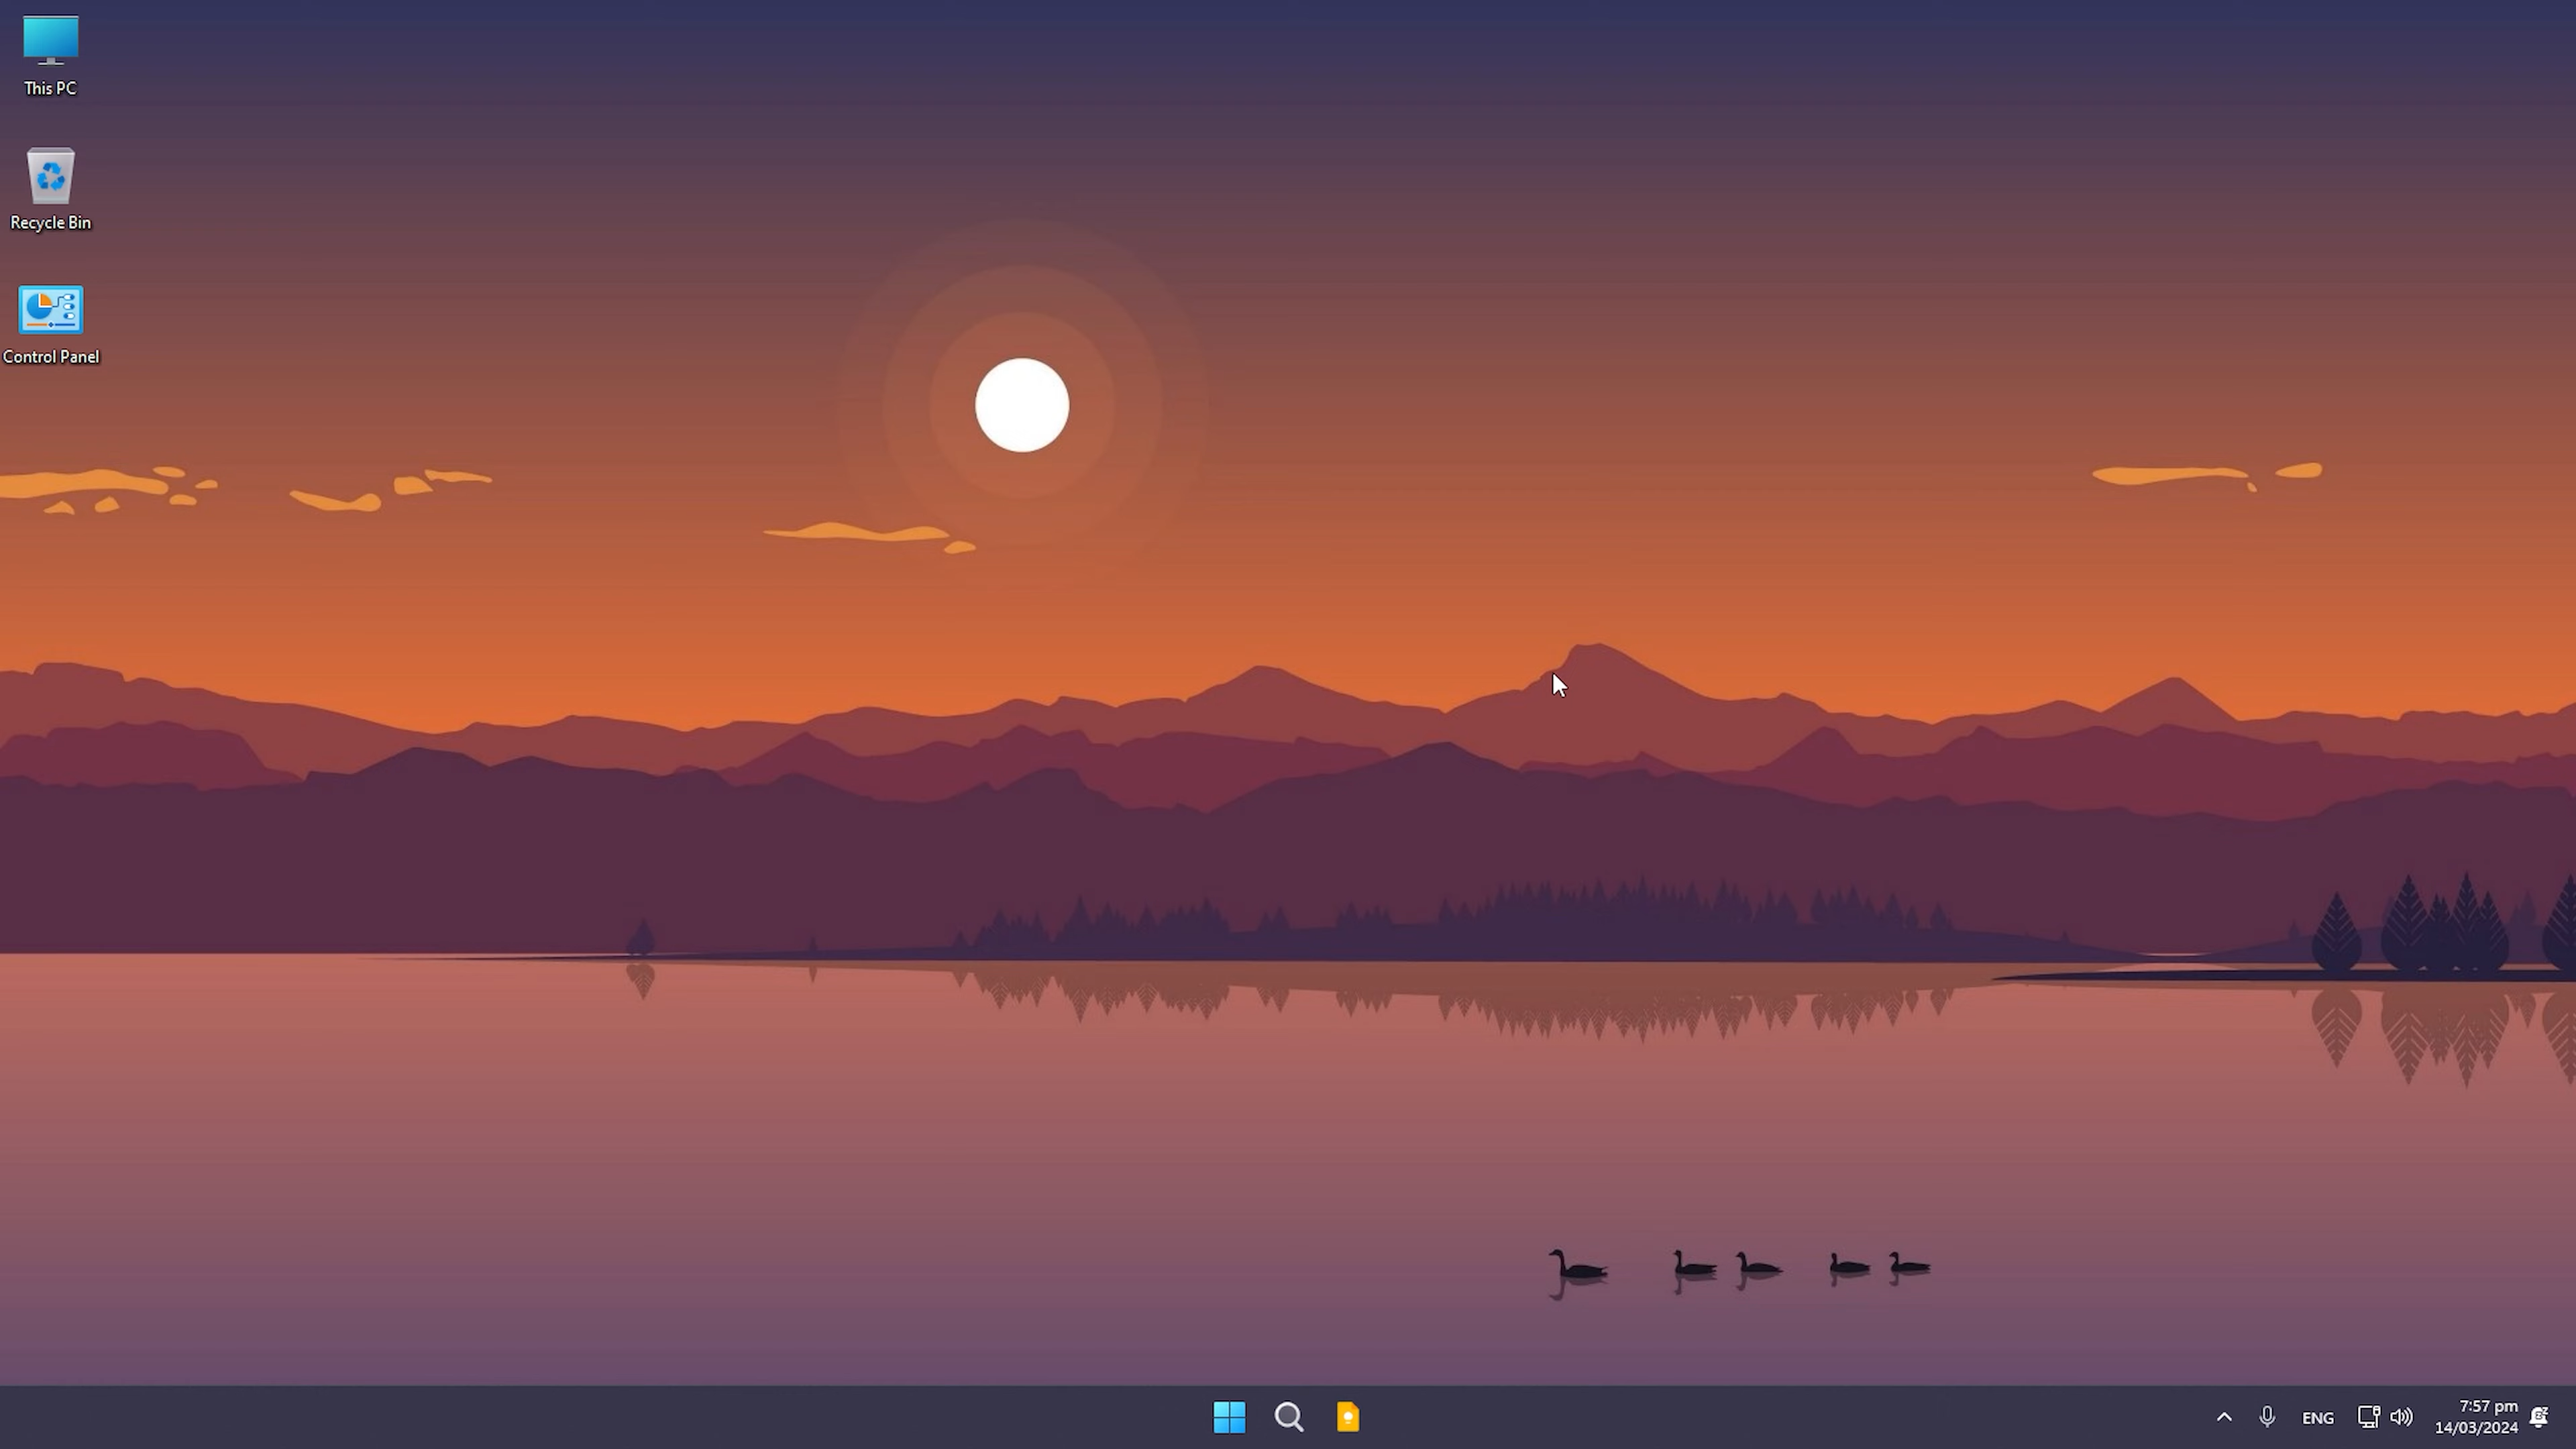 This PC
Recycle Bin
Control Panel
ENG
7:57 pm
14/03/2024